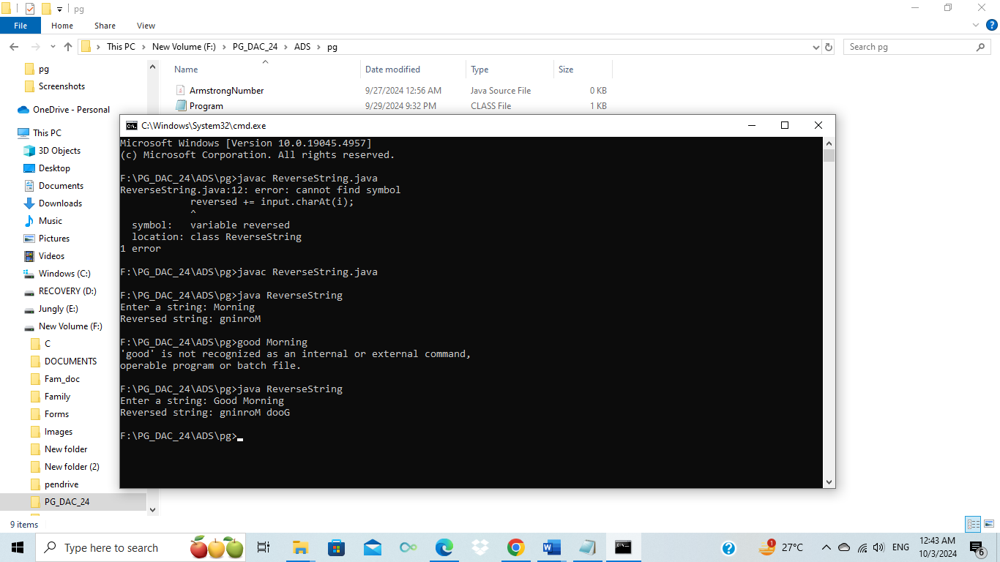 pg
File
Home
Share
View
This PC
New Volume (F:)
PG_DAC_24
ADS
pg
Search pg
pg
Screenshots
OneDrive - Personal
This PC
3D Objects
Desktop
Documents
Downloads
Music
Pictures
Videos
Windows (C:)
RECOVERY (D:)
Jungly (E:)
New Volume (F:)
C
DOCUMENTS
Fam_doc
Family
Forms
Images
New folder
New folder (2)
pendrive
PG_DAC_24
Name Date modified Type Size
ArmstrongNumber 9/27/2024 12:56 AM Java Source File 0 KB
Program 9/29/2024 9:32 PM CLASS File 1 KB
C:\Windows\System32\cmd.exe
Microsoft Windows [Version 10.0.19045.4957]
(c) Microsoft Corporation. All rights reserved.
F:\PG_DAC_24\ADS\pg>javac ReverseString.java
ReverseString.java:12: error: cannot find symbol
reversed += input.charAt(i);
^
symbol: variable reversed
location: class ReverseString
1 error
F:\PG_DAC_24\ADS\pg>javac ReverseString.java
F:\PG_DAC_24\ADS\pg>java ReverseString
Enter a string: Morning
Reversed string: gninroM
F:\PG_DAC_24\ADS\pg>good Morning
'good' is not recognized as an internal or external command,
operable program or batch file.
F:\PG_DAC_24\ADS\pg>java ReverseString
Enter a string: Good Morning
Reversed string: gninroM dooG
F:\PG_DAC_24\ADS\pg>
9 items
Type here to search
1
27°C
ENG
12:43 AM
10/3/2024
6